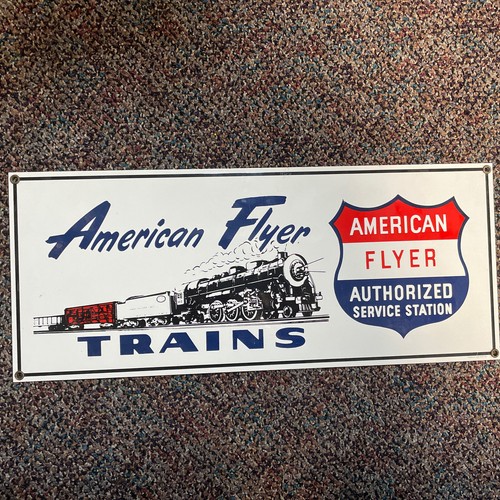 American Flyer
TRAINS
AMERICAN
FLYER
AUTHORIZED
SERVICE STATION